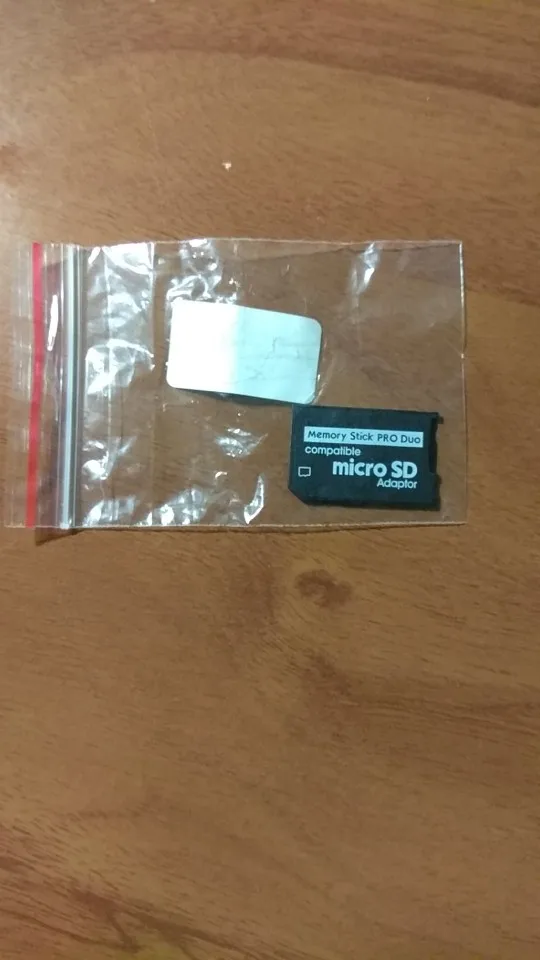 Memory Stick PRO Duo
compatible
micro SD
Adaptor